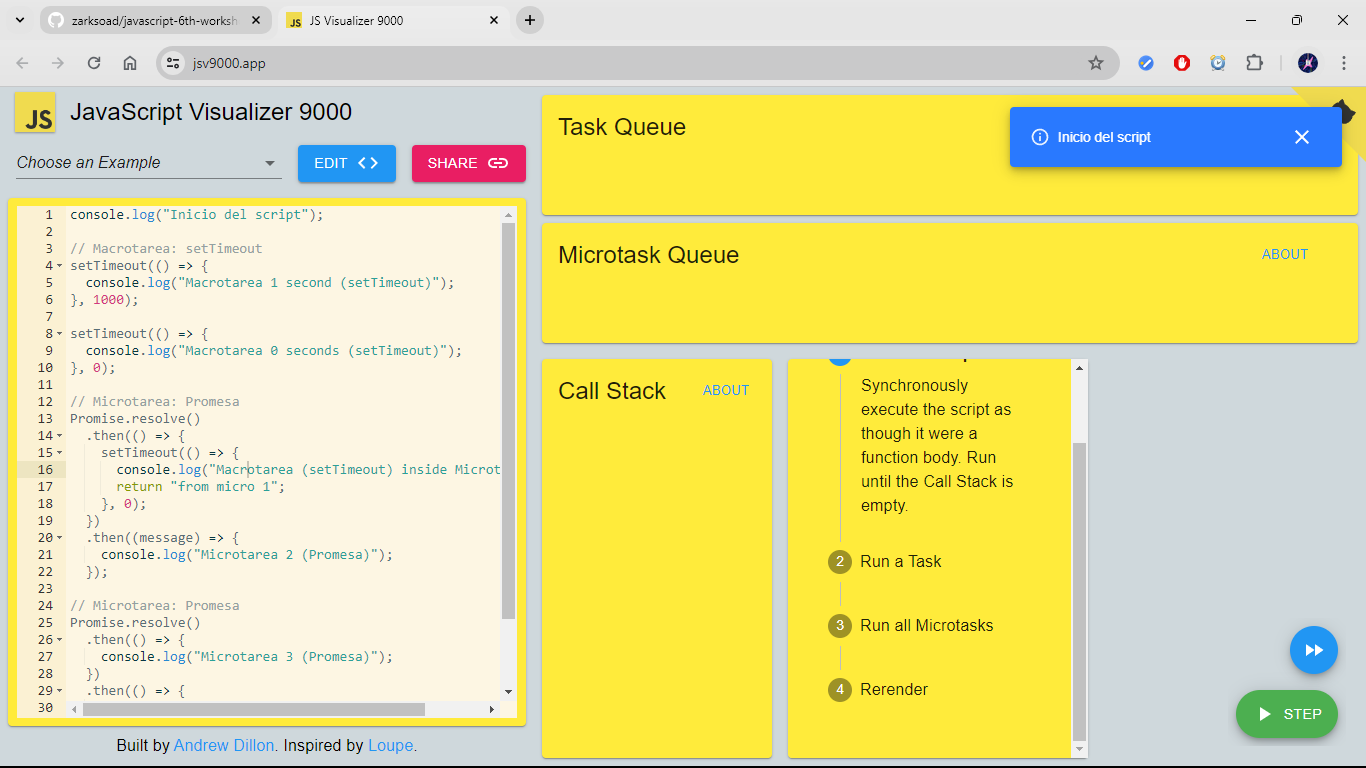 zarksoad/javascript-6th-worksh
JS Visualizer 9000
jsv9000.app
JS
JavaScript Visualizer 9000
Choose an Example
EDIT
SHARE
1 console.log("Inicio del script");
2
3 // Macrotarea: setTimeout
4 setTimeout(() => {
5 console.log("Macrotarea 1 second (setTimeout)");
6 }, 1000);
7
8 setTimeout(() => {
9 console.log("Macrotarea 0 seconds (setTimeout)");
10 }, 0);
11
12 // Microtarea: Promesa
13 Promise.resolve()
14 .then(() => {
15 setTimeout(() => {
16 console.log("Macrotarea (setTimeout) inside Microt
17 return "from micro 1";
18 }, 0);
19 })
20 .then((message) => {
21 console.log("Microtarea 2 (Promesa)");
22 });
23
24 // Microtarea: Promesa
25 Promise.resolve()
26 .then(() => {
27 console.log("Microtarea 3 (Promesa)");
28 })
29 .then(() => {
30
Built by Andrew Dillon. Inspired by Loupe.
Task Queue
Inicio del script
Microtask Queue
ABOUT
Call Stack
ABOUT
Synchronously
execute the script as
though it were a
function body. Run
until the Call Stack is
empty.
2 Run a Task
3 Run all Microtasks
4 Rerender
STEP